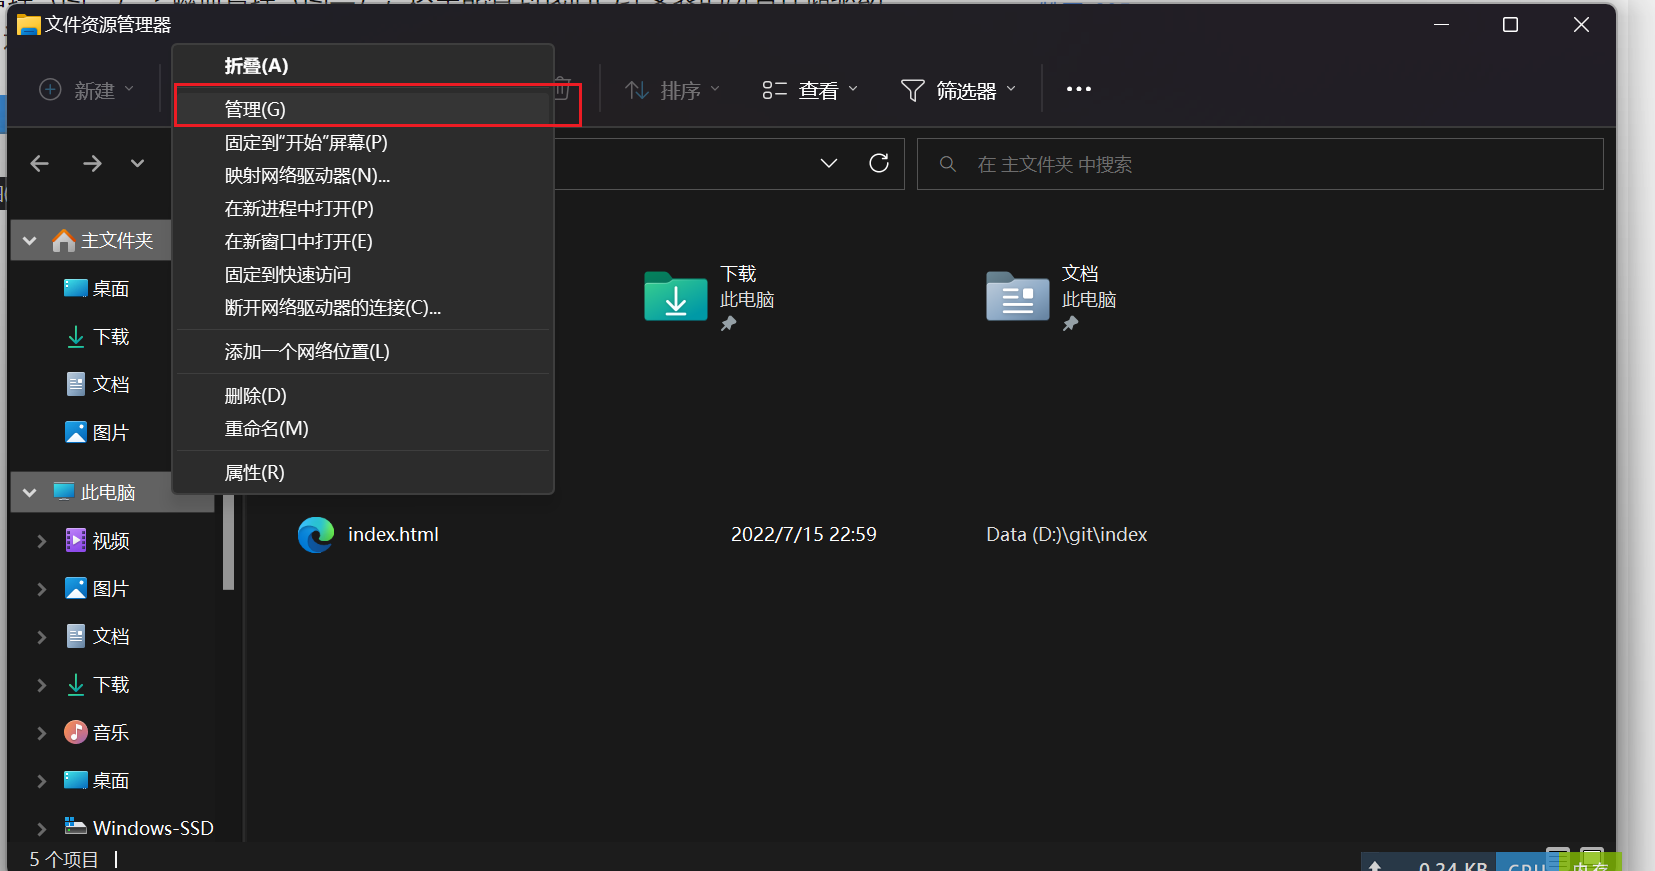 文件资源管理器
新建
排序
查看
筛选器
折叠(A)
管理(G)
固定到"开始"屏幕(P)
映射网络驱动器(N)...
在新进程中打开(P)
在新窗口中打开(E)
固定到快速访问
断开网络驱动器的连接(C)...
添加一个网络位置(L)
删除(D)
重命名(M)
属性(R)
在 主文件夹 中搜索
主文件夹
桌面
下载
文档
图片
此电脑
视频
图片
文档
下载
音乐
桌面
Windows-SSD
下载
此电脑
文档
此电脑
index.html
2022/7/15 22:59
Data (D:)\git\index
5 个项目
0.24 KB
CPU
内存